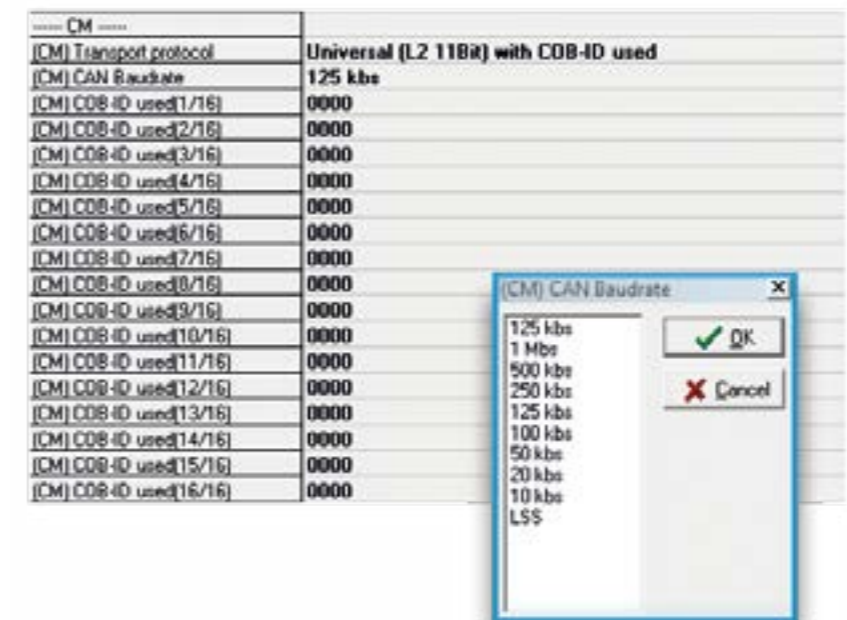 ----- CM -----
(CM) Transport protocol Universal (L2 11Bit) with COB-ID used
(CM) CAN Baudrate 125 kbs
(CM) COB-ID used(1/16) 0000
(CM) COB-ID used(2/16) 0000
(CM) COB-ID used(3/16) 0000
(CM) COB-ID used(4/16) 0000
(CM) COB-ID used(5/16) 0000
(CM) COB-ID used(6/16) 0000
(CM) COB-ID used(7/16) 0000
(CM) COB-ID used(8/16) 0000
(CM) COB-ID used(9/16) 0000
(CM) COB-ID used(10/16) 0000
(CM) COB-ID used(11/16) 0000
(CM) COB-ID used(12/16) 0000
(CM) COB-ID used(13/16) 0000
(CM) COB-ID used(14/16) 0000
(CM) COB-ID used(15/16) 0000
(CM) COB-ID used(16/16) 0000
(CM) CAN Baudrate
125 kbs
1 Mbs
500 kbs
250 kbs
125 kbs
100 kbs
50 kbs
20 kbs
10 kbs
LSS
OK
Cancel